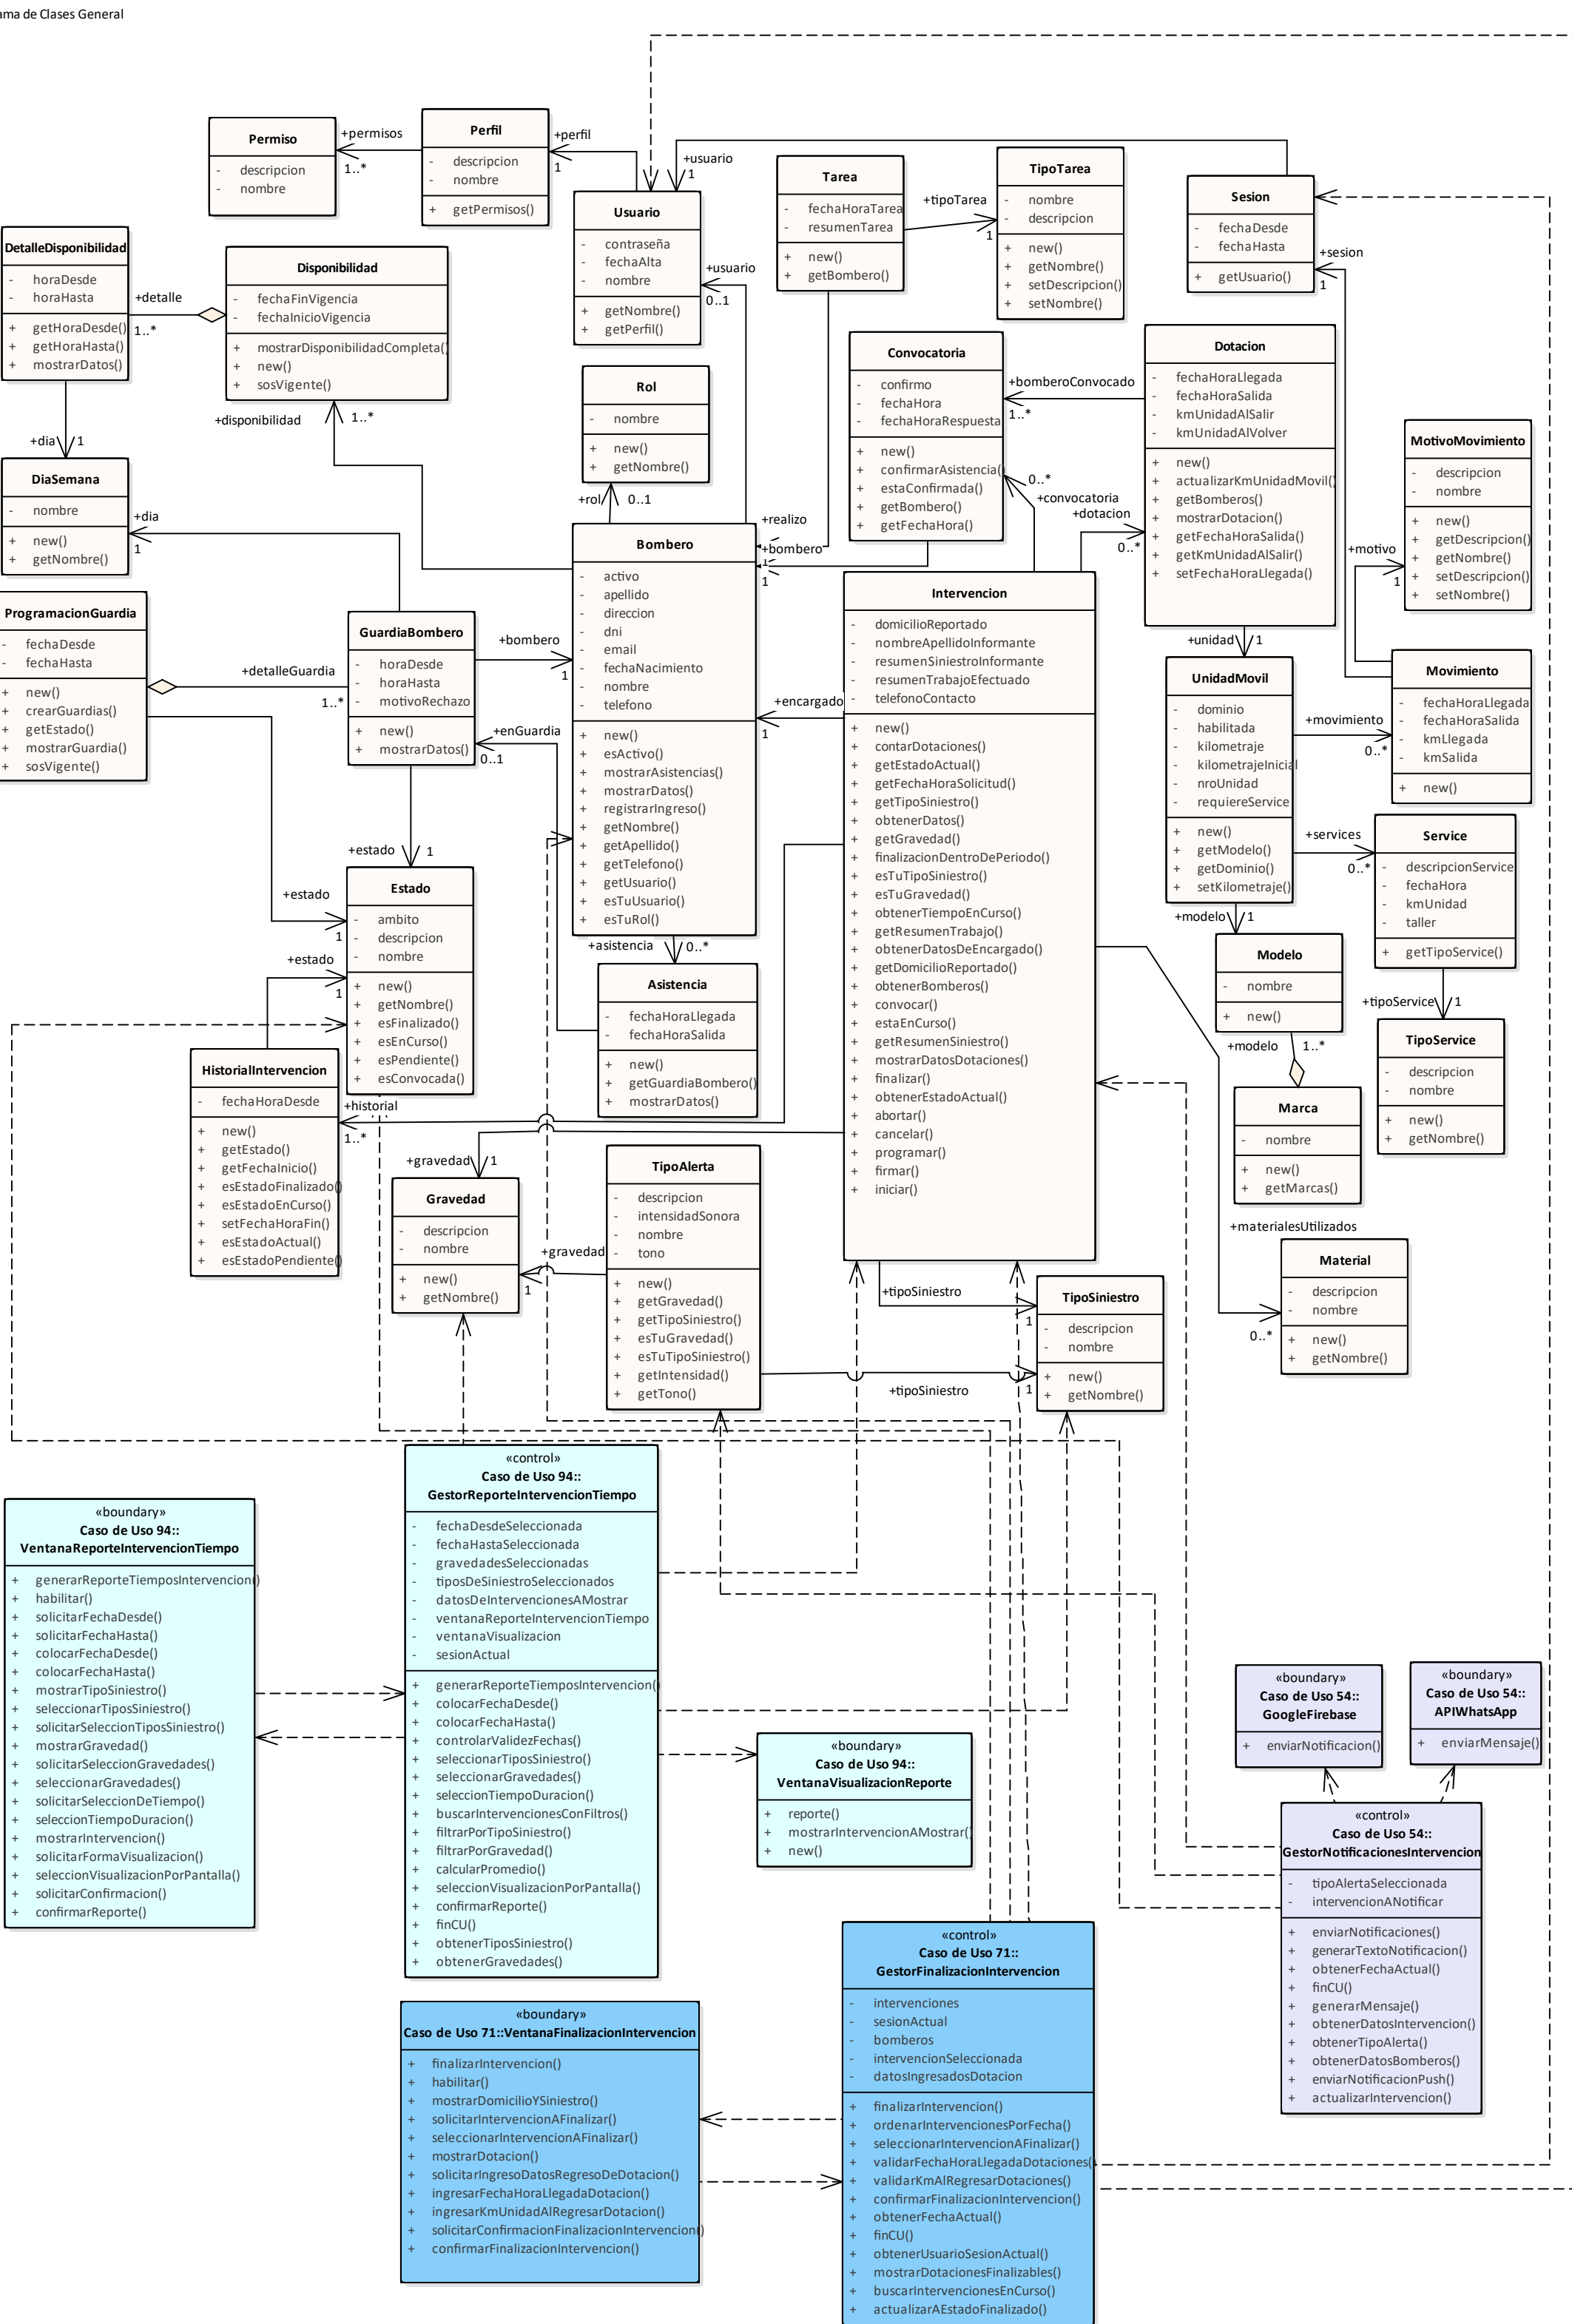 ama de Clases General
Permiso
- descripcion
- nombre
+permisos
1..*
Perfil
- descripcion
- nombre
+ getPermisos()
+perfil
1
+usuario
1
Usuario
- contraseña
- fechaAlta
- nombre
+ getNombre()
+ getPerfil()
+usuario
0..1
Tarea
- fechaHoraTarea
- resumenTarea
+ new()
+ getBombero()
+tipoTarea
1
TipoTarea
- nombre
- descripcion
+ new()
+ getNombre()
+ setDescripcion()
+ setNombre()
Sesion
- fechaDesde
- fechaHasta
+ getUsuario()
+sesion
1
DetalleDisponibilidad
- horaDesde
- horaHasta
+ getHoraDesde()
+ getHoraHasta()
+ mostrarDatos()
+detalle
1..*
Disponibilidad
- fechaFinVigencia
- fechaInicioVigencia
+ mostrarDisponibilidadCompleta()
+ new()
+ sosVigente()
+disponibilidad
1..*
Rol
- nombre
+ new()
+ getNombre()
+rol
0..1
Convocatoria
- confirmo
- fechaHora
- fechaHoraRespuesta
+ new()
+ confirmarAsistencia()
+ estaConfirmada()
+ getBombero()
+ getFechaHora()
+bomberoConvocado
1..*
Dotacion
- fechaHoraLlegada
- fechaHoraSalida
- kmUnidadAlSalir
- kmUnidadAlVolver
+ new()
+ actualizarKmUnidadMovil()
+ getBomberos()
+ mostrarDotacion()
+ getFechaHoraSalida()
+ getKmUnidadAlSalir()
+ setFechaHoraLlegada()
0..*
+convocatoria
+dotacion
0..*
MotivoMovimiento
- descripcion
- nombre
+ new()
+ getDescripcion()
+ getNombre()
+ setDescripcion()
+ setNombre()
+motivo
1
+dia
1
DiaSemana
- nombre
+ new()
+ getNombre()
+dia
1
+realizo
1
+bombero
1
Bombero
- activo
- apellido
- direccion
- dni
- email
- fechaNacimiento
- nombre
- telefono
+ new()
+ esActivo()
+ mostrarAsistencias()
+ mostrarDatos()
+ registrarIngreso()
+ getNombre()
+ getApellido()
+ getTelefono()
+ getUsuario()
+ esTuUsuario()
+ esTuRol()
ProgramacionGuardia
- fechaDesde
- fechaHasta
+ new()
+ crearGuardias()
+ getEstado()
+ mostrarGuardia()
+ sosVigente()
+detalleGuardia
1..*
GuardiaBombero
- horaDesde
- horaHasta
- motivoRechazo
+ new()
+ mostrarDatos()
+bombero
1
+enGuardia
0..1
+encargado
1
Intervencion
- domicilioReportado
- nombreApellidoInformante
- resumenSiniestroInformante
- resumenTrabajoEfectuado
- telefonoContacto
+ new()
+ contarDotaciones()
+ getEstadoActual()
+ getFechaHoraSolicitud()
+ getTipoSiniestro()
+ obtenerDatos()
+ getGravedad()
+ finalizacionDentroDePeriodo()
+ esTuTipoSiniestro()
+ esTuGravedad()
+ obtenerTiempoEnCurso()
+ getResumenTrabajo()
+ obtenerDatosDeEncargado()
+ getDomicilioReportado()
+ obtenerBomberos()
+ convocar()
+ estaEnCurso()
+ getResumenSiniestro()
+ mostrarDatosDotaciones()
+ finalizar()
+ obtenerEstadoActual()
+ abortar()
+ cancelar()
+ programar()
+ firmar()
+ iniciar()
+unidad
1
UnidadMovil
- dominio
- habilitada
- kilometraje
- kilometrajeInicial
- nroUnidad
- requiereService
+ new()
+ getModelo()
+ getDominio()
+ setKilometraje()
+movimiento
0..*
Movimiento
- fechaHoraLlegada
- fechaHoraSalida
- kmLlegada
- kmSalida
+ new()
+services
0..*
Service
- descripcionService
- fechaHora
- kmUnidad
- taller
+ getTipoService()
+estado
1
Estado
- ambito
- descripcion
- nombre
+ new()
+ getNombre()
+ esFinalizado()
+ esEnCurso()
+ esPendiente()
+ esConvocada()
+estado
1
+estado
1
+asistencia
0..*
Asistencia
- fechaHoraLlegada
- fechaHoraSalida
+ new()
+ getGuardiaBombero()
+ mostrarDatos()
+modelo
1
Modelo
- nombre
+ new()
+modelo
1..*
+tipoService
1
TipoService
- descripcion
- nombre
+ new()
+ getNombre()
Marca
- nombre
+ new()
+ getMarcas()
HistorialIntervencion
- fechaHoraDesde
+ new()
+ getEstado()
+ getFechaInicio()
+ esEstadoFinalizado()
+ esEstadoEnCurso()
+ setFechaHoraFin()
+ esEstadoActual()
+ esEstadoPendiente()
+historial
1..*
+gravedad
1
Gravedad
- descripcion
- nombre
+ new()
+ getNombre()
+gravedad
1
TipoAlerta
- descripcion
- intensidadSonora
- nombre
- tono
+ new()
+ getGravedad()
+ getTipoSiniestro()
+ esTuGravedad()
+ esTuTipoSiniestro()
+ getIntensidad()
+ getTono()
+tipoSiniestro
1
TipoSiniestro
- descripcion
- nombre
+ new()
+ getNombre()
+tipoSiniestro
1
+materialesUtilizados
0..*
Material
- descripcion
- nombre
+ new()
+ getNombre()
«boundary»
Caso de Uso 94::
VentanaReporteIntervencionTiempo
+ generarReporteTiemposIntervencion()
+ habilitar()
+ solicitarFechaDesde()
+ solicitarFechaHasta()
+ colocarFechaDesde()
+ colocarFechaHasta()
+ mostrarTipoSiniestro()
+ seleccionarTiposSiniestro()
+ solicitarSeleccionTiposSiniestro()
+ mostrarGravedad()
+ solicitarSeleccionGravedades()
+ seleccionarGravedades()
+ solicitarSeleccionDeTiempo()
+ seleccionTiempoDuracion()
+ mostrarIntervencion()
+ solicitarFormaVisualizacion()
+ seleccionVisualizacionPorPantalla()
+ solicitarConfirmacion()
+ confirmarReporte()
«control»
Caso de Uso 94::
GestorReporteIntervencionTiempo
- fechaDesdeSeleccionada
- fechaHastaSeleccionada
- gravedadesSeleccionadas
- tiposDeSiniestroSeleccionados
- datosDeIntervencionesAMostrar
- ventanaReporteIntervencionTiempo
- ventanaVisualizacion
- sesionActual
+ generarReporteTiemposIntervencion()
+ colocarFechaDesde()
+ colocarFechaHasta()
+ controlarValidezFechas()
+ seleccionarTiposSiniestro()
+ seleccionarGravedades()
+ seleccionTiempoDuracion()
+ buscarIntervencionesConFiltros()
+ filtrarPorTipoSiniestro()
+ filtrarPorGravedad()
+ calcularPromedio()
+ seleccionVisualizacionPorPantalla()
+ confirmarReporte()
+ finCU()
+ obtenerTiposSiniestro()
+ obtenerGravedades()
«boundary»
Caso de Uso 94::
VentanaVisualizacionReporte
+ reporte()
+ mostrarIntervencionAMostrar()
+ new()
«boundary»
Caso de Uso 54::
GoogleFirebase
+ enviarNotificacion()
«boundary»
Caso de Uso 54::
APIWhatsApp
+ enviarMensaje()
«control»
Caso de Uso 54::
GestorNotificacionesIntervencion
- tipoAlertaSeleccionada
- intervencionANotificar
+ enviarNotificaciones()
+ generarTextoNotificacion()
+ obtenerFechaActual()
+ finCU()
+ generarMensaje()
+ obtenerDatosIntervencion()
+ obtenerTipoAlerta()
+ obtenerDatosBomberos()
+ enviarNotificacionPush()
+ actualizarIntervencion()
«boundary»
Caso de Uso 71::VentanaFinalizacionIntervencion
+ finalizarIntervencion()
+ habilitar()
+ mostrarDomicilioYSiniestro()
+ solicitarIntervencionAFinalizar()
+ seleccionarIntervencionAFinalizar()
+ mostrarDotacion()
+ solicitarIngresoDatosRegresoDeDotacion()
+ ingresarFechaHoraLlegadaDotacion()
+ ingresarKmUnidadAlRegresarDotacion()
+ solicitarConfirmacionFinalizacionIntervencion()
+ confirmarFinalizacionIntervencion()
«control»
Caso de Uso 71::
GestorFinalizacionIntervencion
- intervenciones
- sesionActual
- bomberos
- intervencionSeleccionada
- datosIngresadosDotacion
+ finalizarIntervencion()
+ ordenarIntervencionesPorFecha()
+ seleccionarIntervencionAFinalizar()
+ validarFechaHoraLlegadaDotaciones()
+ validarKmAlRegresarDotaciones()
+ confirmarFinalizacionIntervencion()
+ obtenerFechaActual()
+ finCU()
+ obtenerUsuarioSesionActual()
+ mostrarDotacionesFinalizables()
+ buscarIntervencionesEnCurso()
+ actualizarAEstadoFinalizado()